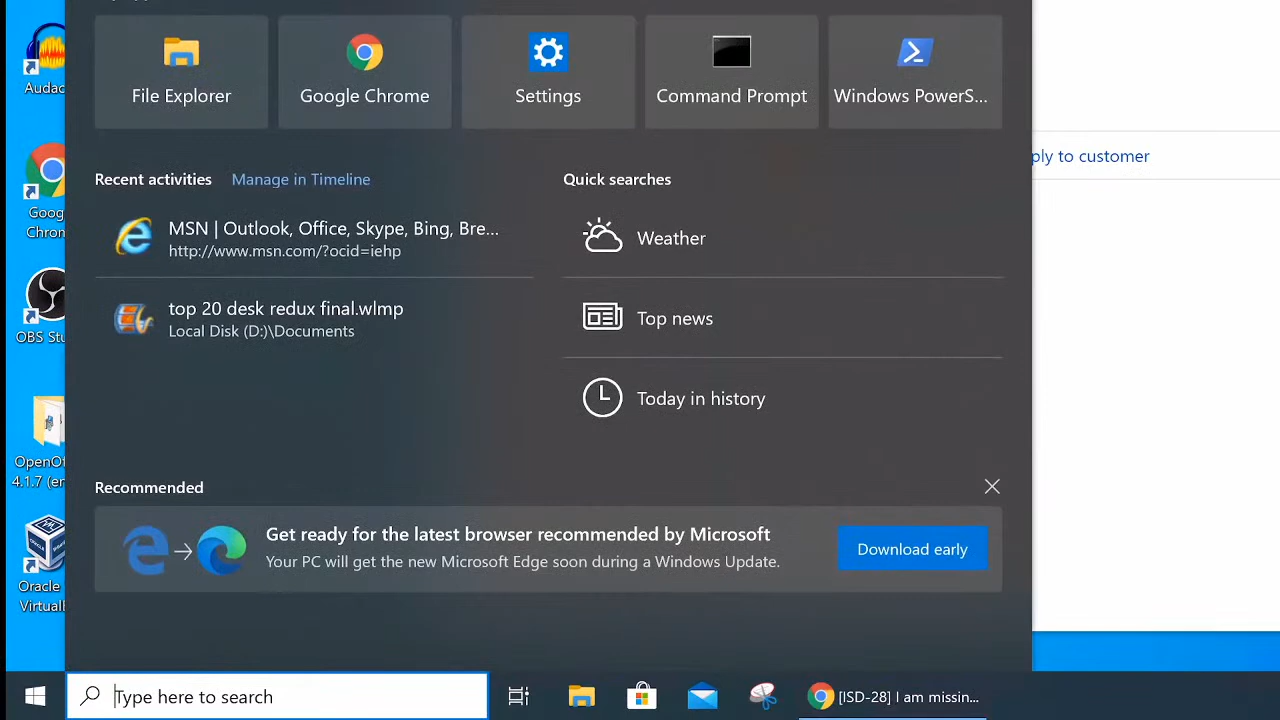 Audac
Goog
Chrom
OBS Stu
OpenOf
4.1.7 (en
Oracle
Virtuall
File Explorer
Google Chrome
Settings
Command Prompt
Windows PowerS...
Recent activities
Manage in Timeline
MSN | Outlook, Office, Skype, Bing, Bre...
http://www.msn.com/?ocid=iehp
top 20 desk redux final.wlmp
Local Disk (D:)\Documents
Quick searches
Weather
Top news
Today in history
Recommended
Get ready for the latest browser recommended by Microsoft
Your PC will get the new Microsoft Edge soon during a Windows Update.
Download early
ply to customer
Type here to search
[ISD-28] I am missin...